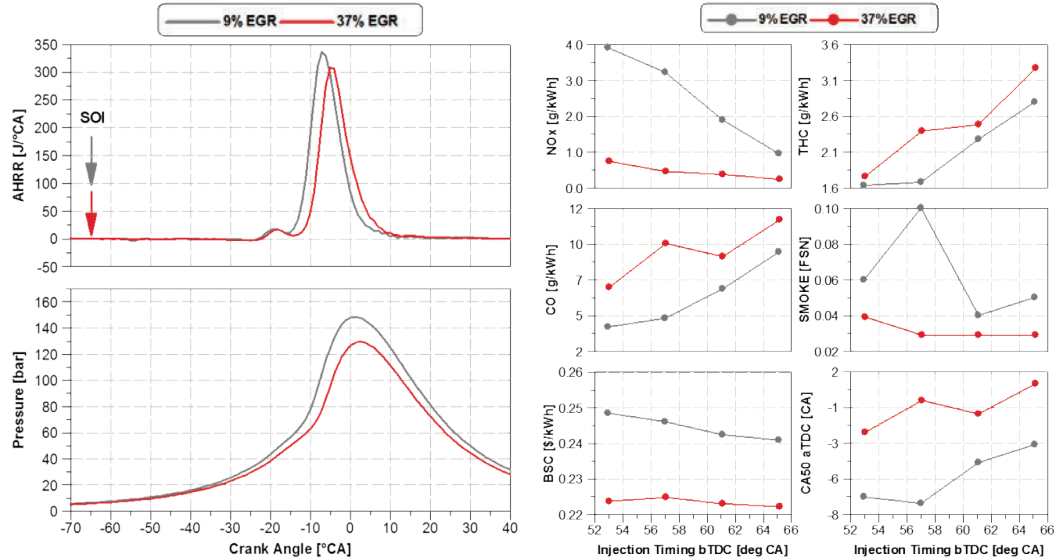 9% EGR 37% EGR
AHRR [J/°CA]
350
300
250
200
150
100
50
0
-50
SOI
Pressure [bar]
160
140
120
100
80
60
40
20
0
-70 -60 -50 -40 -30 -20 -10 0 10 20 30 40
Crank Angle [°CA]
9% EGR 37% EGR
NOx [g/kWh]
4.0
3.0
2.0
1.0
0.0
THC [g/kWh]
3.6
3.1
2.6
2.1
1.6
CO [g/kWh]
12
10
7
5
2
SMOKE [FSN]
0.10
0.08
0.06
0.04
0.02
BSC [$/kWh]
0.26
0.25
0.24
0.23
0.22
52 54 56 58 60 62 64 66
Injection Timing bTDC [deg CA]
CA50 aTDC [CA]
2
-1
-3
-6
-8
52 54 56 58 60 62 64 66
Injection Timing bTDC [deg CA]